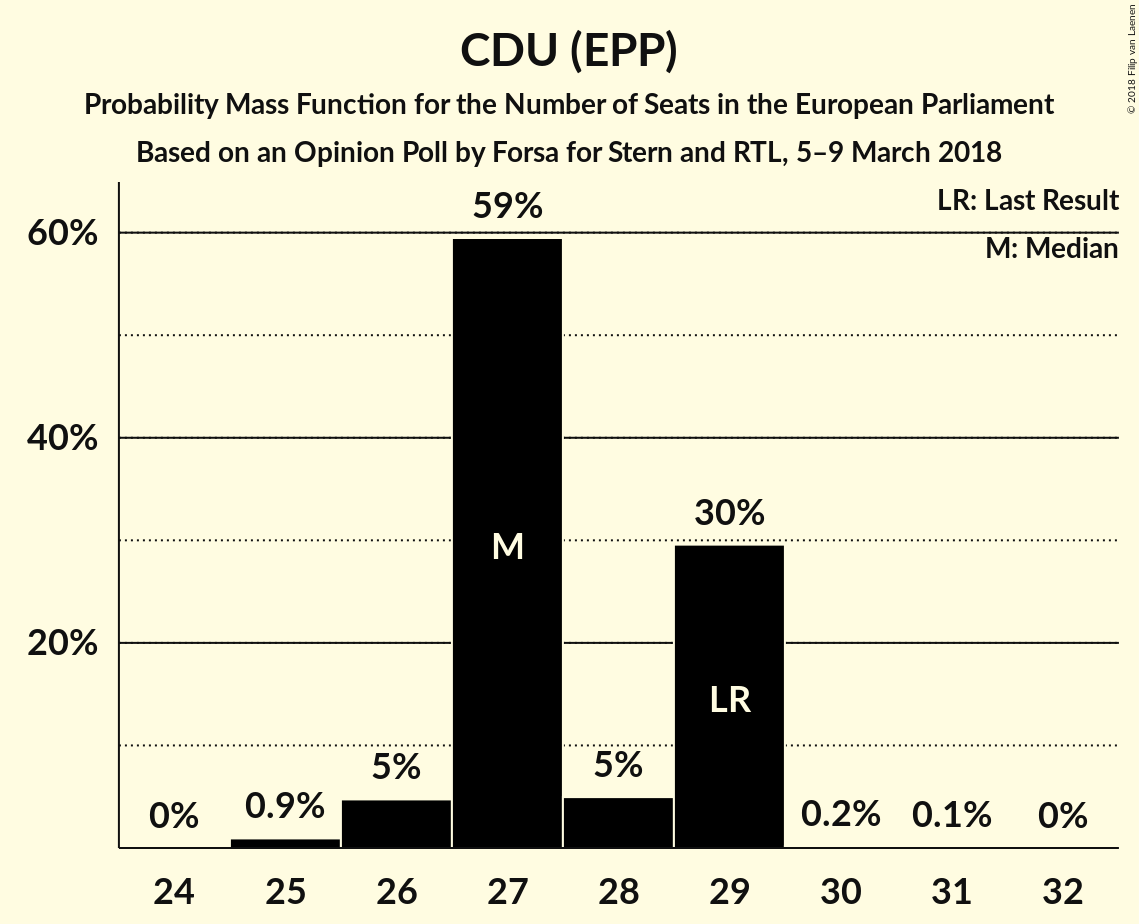 CDU (EPP)
Probability Mass Function for the Number of Seats in the European Parliament
Based on an Opinion Poll by Forsa for Stern and RTL, 5–9 March 2018
© 2018 Filip van Laenen
LR: Last Result
M: Median
60%
40%
20%
0%
0.9%
5%
59%
5%
30%
0.2%
0.1%
0%
M
LR
24 25 26 27 28 29 30 31 32